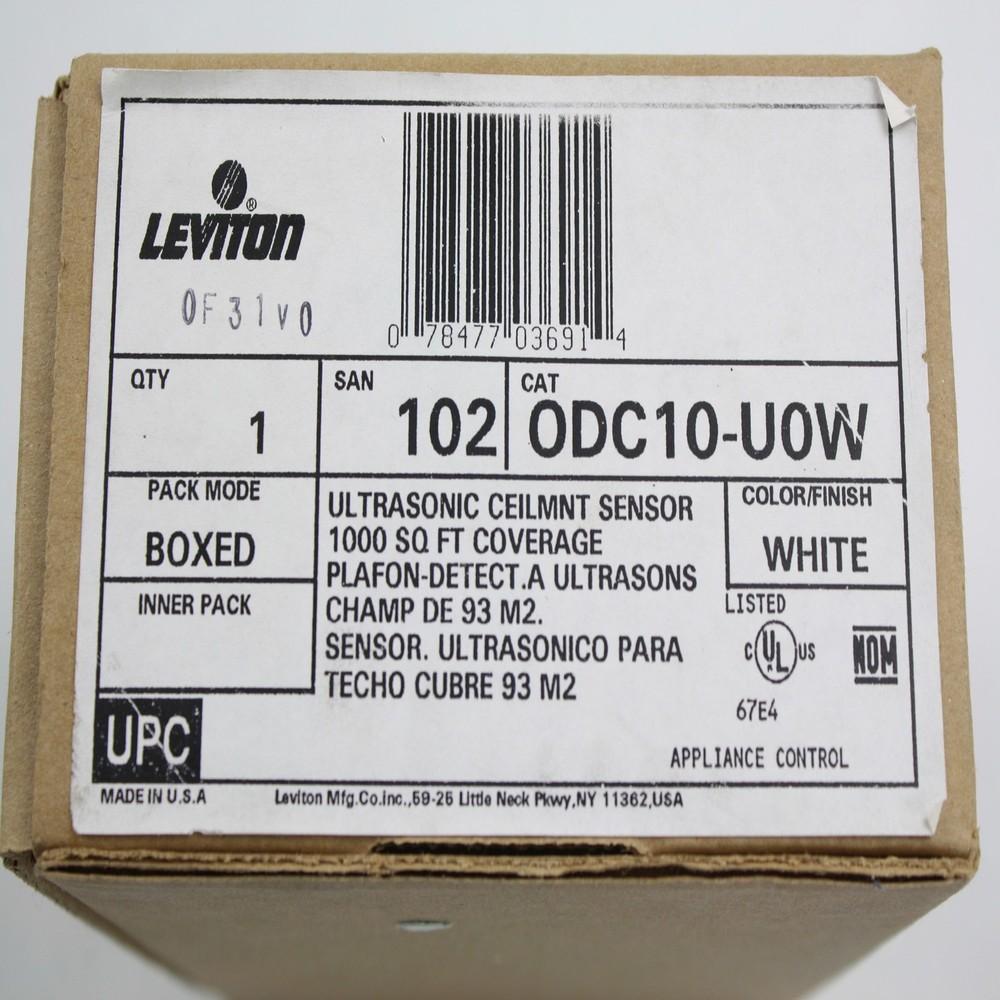 LEVITON®
0F31V0
0 78477 03691 4
QTY
1
SAN
102
CAT
ODC10-U0W
PACK MODE
BOXED
INNER PACK
ULTRASONIC CEILMNT SENSOR
1000 SQ FT COVERAGE
PLAFON-DETECT.A ULTRASONS
CHAMP DE 93 M2.
SENSOR. ULTRASONICO PARA
TECHO CUBRE 93 M2
COLOR/FINISH
WHITE
LISTED
C UL US
NOM
67E4
APPLIANCE CONTROL
UPC
MADE IN U.S.A
Leviton Mfg.Co.inc.,59-25 Little Neck Pkwy,NY 11362,USA